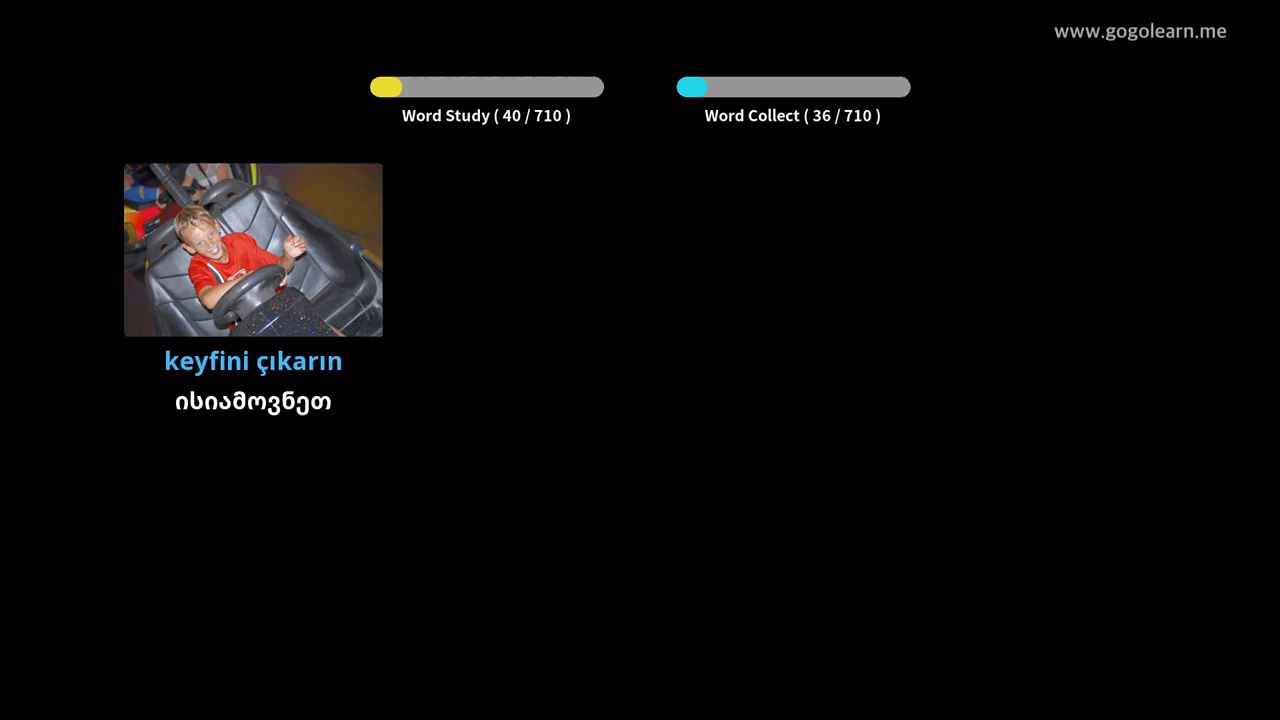 www.gogolearn.me
Word Study ( 40 / 710 )
Word Collect ( 36 / 710 )
keyfini çıkarın
ისიამოვნეთ